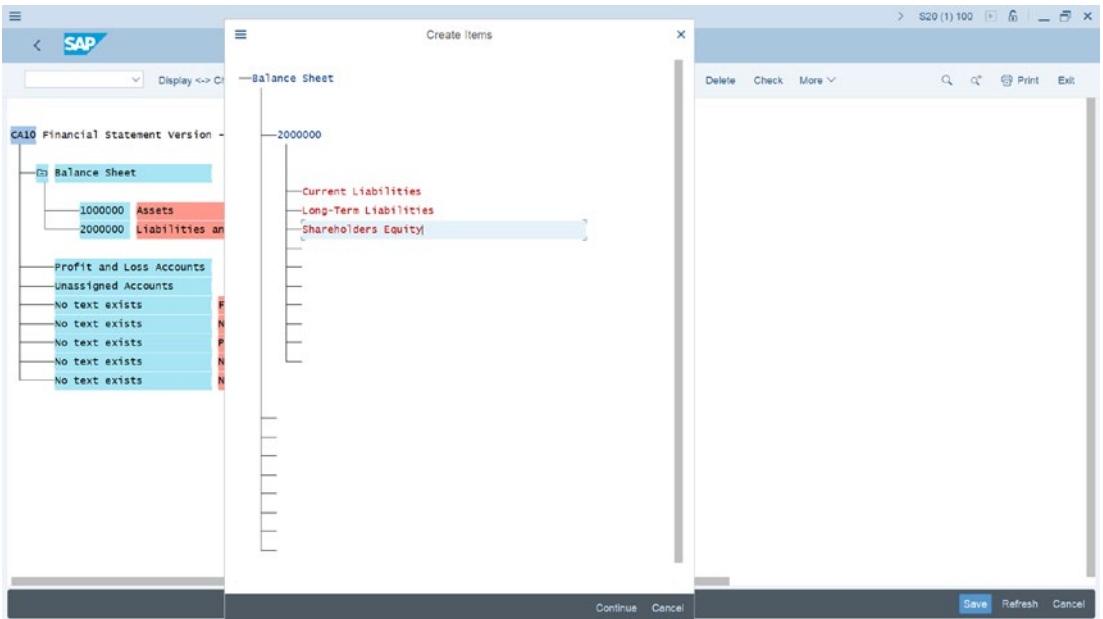 S20 (1) 100
SAP
Display <-> C
Delete Check More
Print Exit
CA10 Financial Statement Version -
Balance Sheet
1000000 Assets
2000000 Liabilities an
Profit and Loss Accounts
Unassigned Accounts
No text exists F
No text exists N
No text exists P
No text exists N
No text exists N
Create Items
Balance Sheet
2000000
Current Liabilities
Long-Term Liabilities
Shareholders Equity
Continue Cancel
Save Refresh Cancel